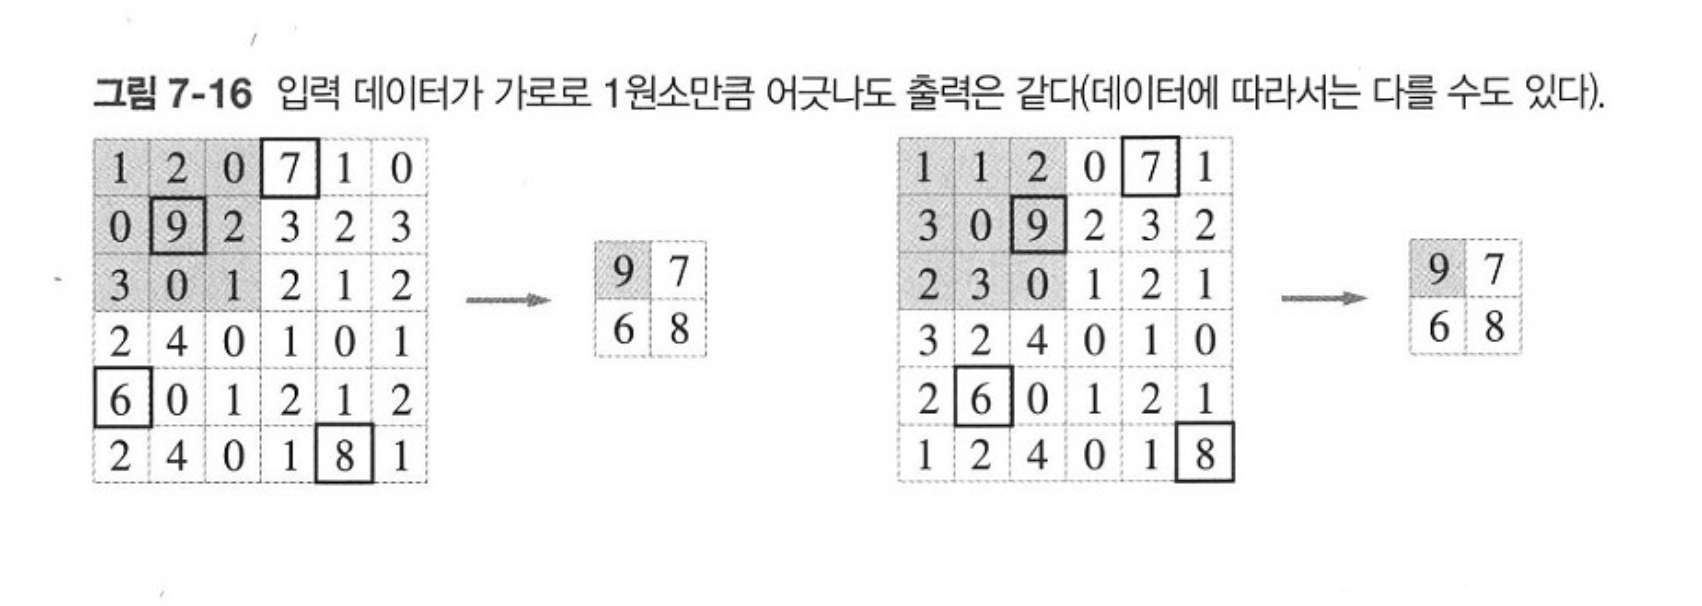 그림 7-16 입력 데이터가 가로로 1원소만큼 어긋나도 출력은 같다(데이터에 따라서는 다를 수도 있다).
1 2 0 7 1 0
0 9 2 3 2 3
3 0 1 2 1 2
2 4 0 1 0 1
6 0 1 2 1 2
2 4 0 1 8 1
9 7
6 8
1 1 2 0 7 1
3 0 9 2 3 2
2 3 0 1 2 1
3 2 4 0 1 0
2 6 0 1 2 1
1 2 4 0 1 8
9 7
6 8